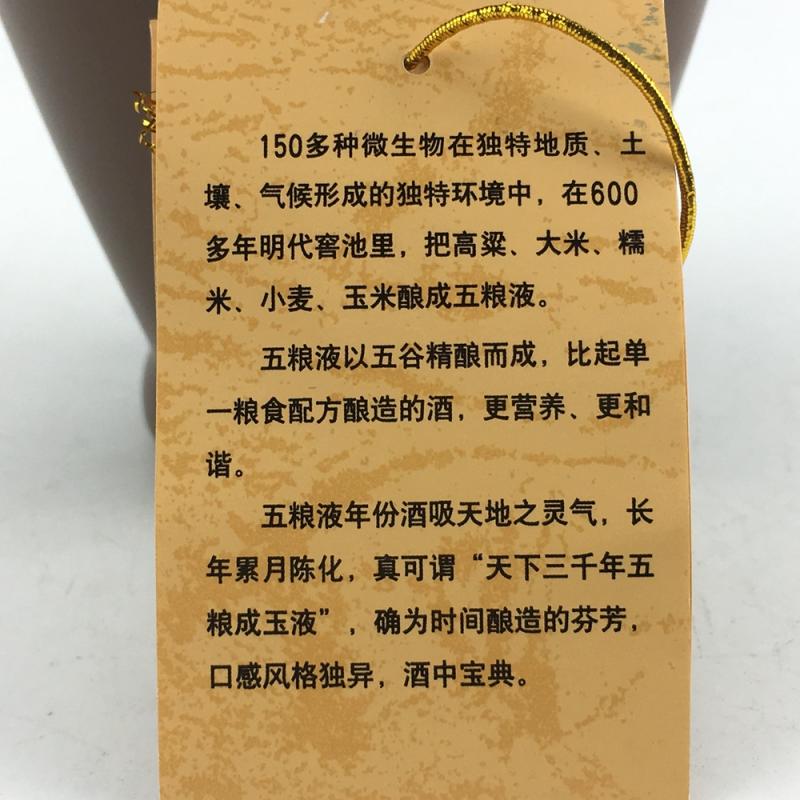 150多种微生物在独特地质、土
壤、气候形成的独特环境中，在600
多年明代窖池里，把高粱、大米、糯
米、小麦、玉米酿成五粮液。
五粮液以五谷精酿而成，比起单
一粮食配方酿造的酒，更营养、更和
谐。
五粮液年份酒吸天地之灵气，长
年累月陈化，真可谓“天下三千年五
粮成玉液”，确为时间酿造的芬芳，
口感风格独异，酒中宝典。